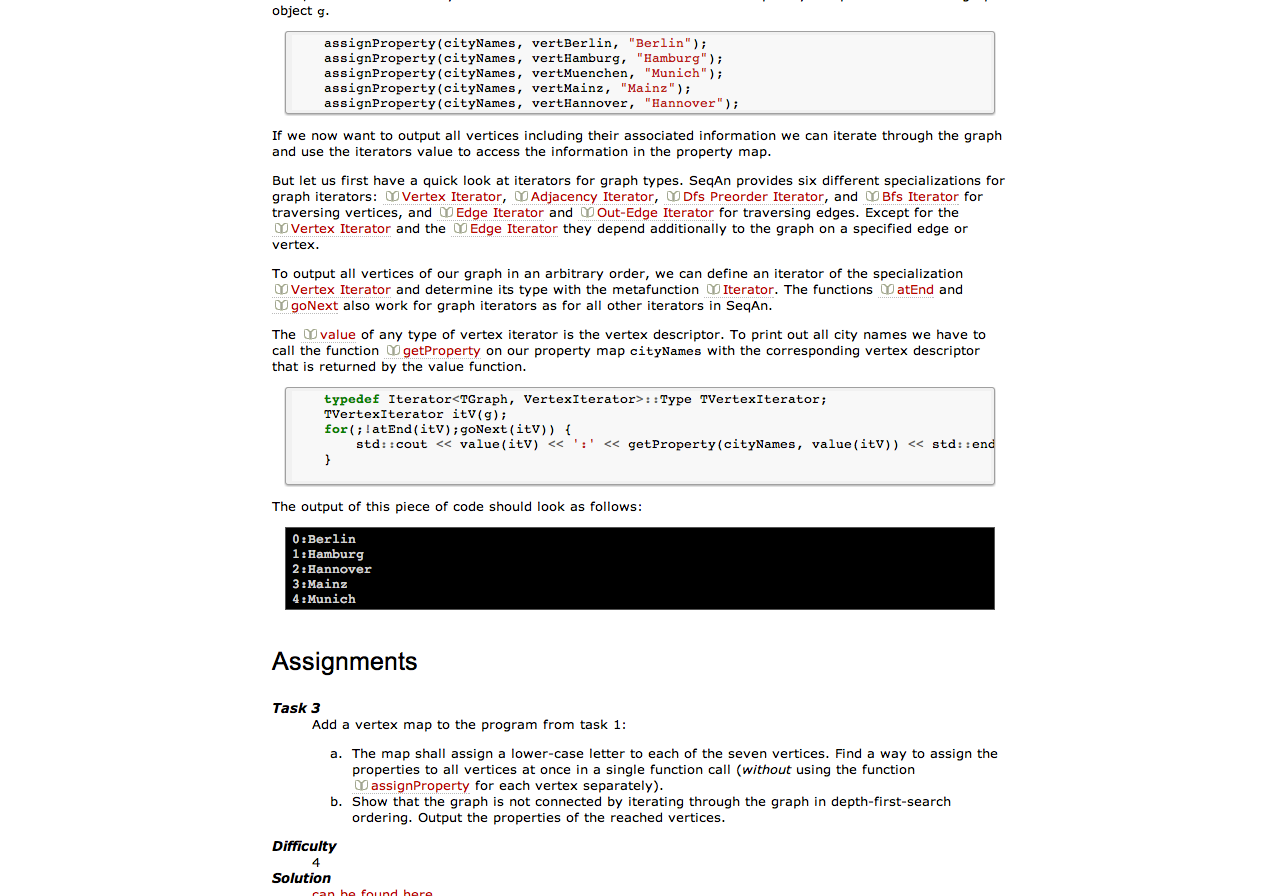 object g.
assignProperty(cityNames, vertBerlin, "Berlin");
assignProperty(cityNames, vertHamburg, "Hamburg");
assignProperty(cityNames, vertMuenchen, "Munich");
assignProperty(cityNames, vertMainz, "Mainz");
assignProperty(cityNames, vertHannover, "Hannover");
If we now want to output all vertices including their associated information we can iterate through the graph
and use the iterators value to access the information in the property map.
But let us first have a quick look at iterators for graph types. SeqAn provides six different specializations for
graph iterators: Vertex Iterator, Adjacency Iterator, Dfs Preorder Iterator, and Bfs Iterator for
traversing vertices, and Edge Iterator and Out-Edge Iterator for traversing edges. Except for the
Vertex Iterator and the Edge Iterator they depend additionally to the graph on a specified edge or
vertex.
To output all vertices of our graph in an arbitrary order, we can define an iterator of the specialization
Vertex Iterator and determine its type with the metafunction Iterator. The functions atEnd and
goNext also work for graph iterators as for all other iterators in SeqAn.
The value of any type of vertex iterator is the vertex descriptor. To print out all city names we have to
call the function getProperty on our property map cityNames with the corresponding vertex descriptor
that is returned by the value function.
typedef Iterator<TGraph, VertexIterator>::Type TVertexIterator;
TVertexIterator itV(g);
for(;!atEnd(itV);goNext(itV)) {
std::cout << value(itV) << ':' << getProperty(cityNames, value(itV)) << std::end
}
The output of this piece of code should look as follows:
0:Berlin
1:Hamburg
2:Hannover
3:Mainz
4:Munich
Assignments
Task 3
Add a vertex map to the program from task 1:
a. The map shall assign a lower-case letter to each of the seven vertices. Find a way to assign the
properties to all vertices at once in a single function call (without using the function
assignProperty for each vertex separately).
b. Show that the graph is not connected by iterating through the graph in depth-first-search
ordering. Output the properties of the reached vertices.
Difficulty
4
Solution
can be found here